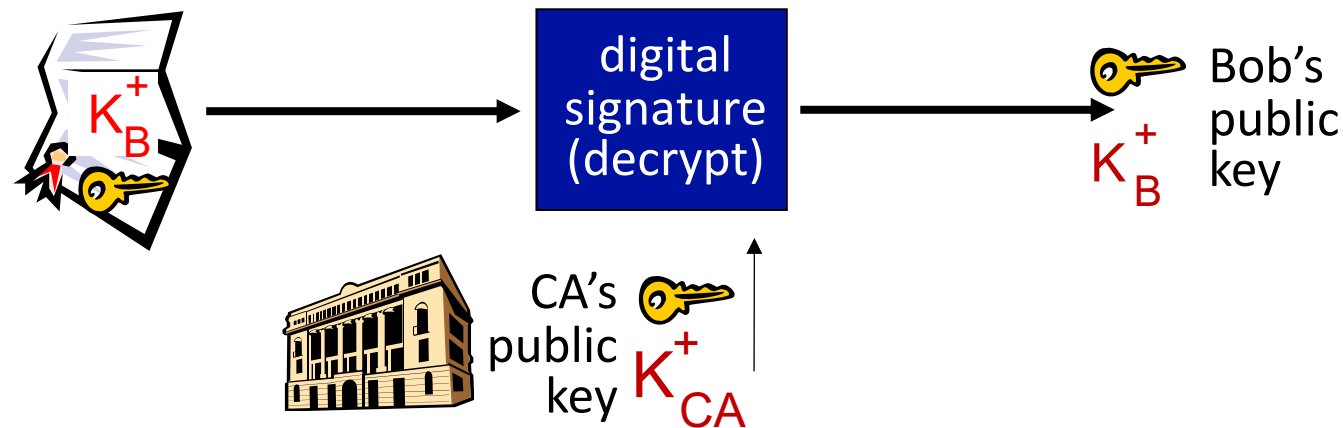 K+B
digital
signature
(decrypt)
Bob’s
public
key
K+B
CA’s
public
key
K+CA